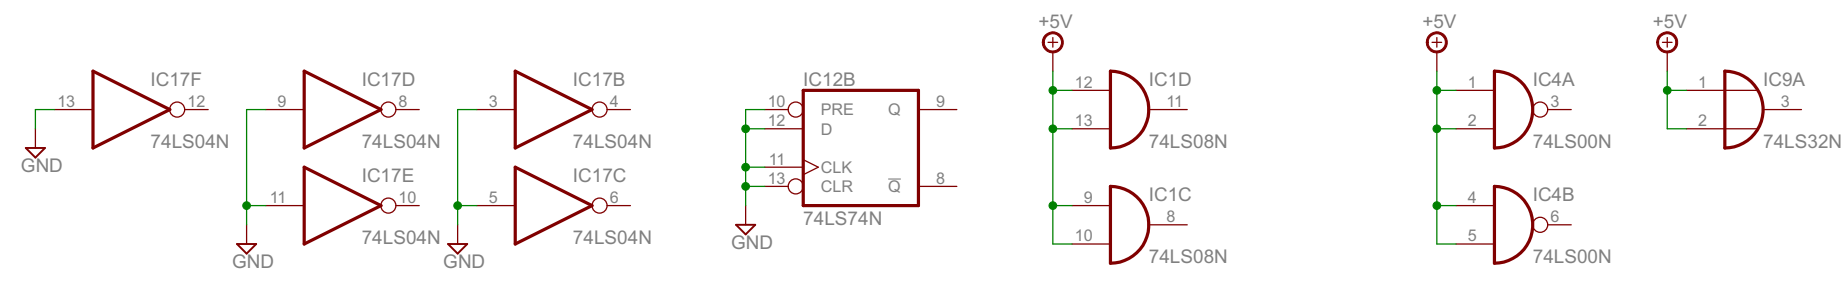 IC17F
13
12
74LS04N
GND
IC17D
9
8
74LS04N
IC17E
11
10
74LS04N
GND
IC17B
3
4
74LS04N
IC17C
5
6
74LS04N
GND
IC12B
10
PRE
Q
9
12
D
11
CLK
13
CLR
Q̅
8
74LS74N
GND
+5V
IC1D
12
11
13
74LS08N
IC1C
9
8
10
74LS08N
+5V
IC4A
1
3
2
74LS00N
IC4B
4
6
5
74LS00N
+5V
IC9A
1
3
2
74LS32N